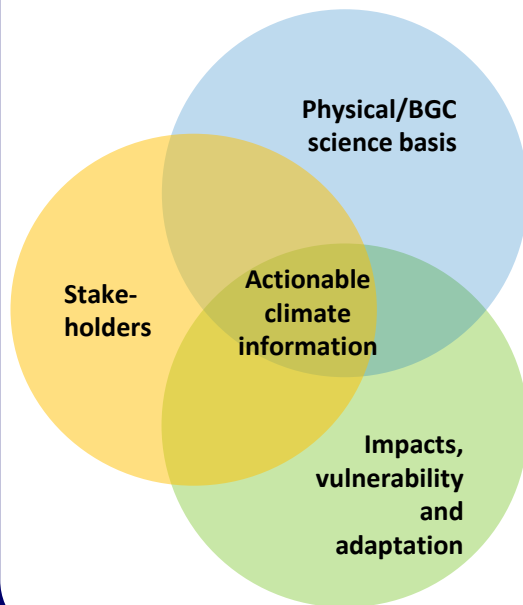 Physical/BGC
science basis
Stake-
holders
Actionable
climate
information
Impacts,
vulnerability
and
adaptation